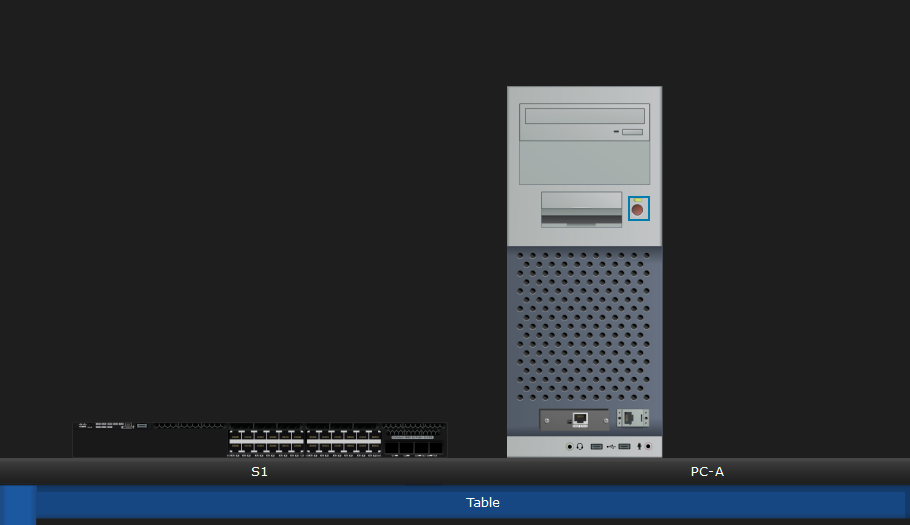 S1
PC-A
Table